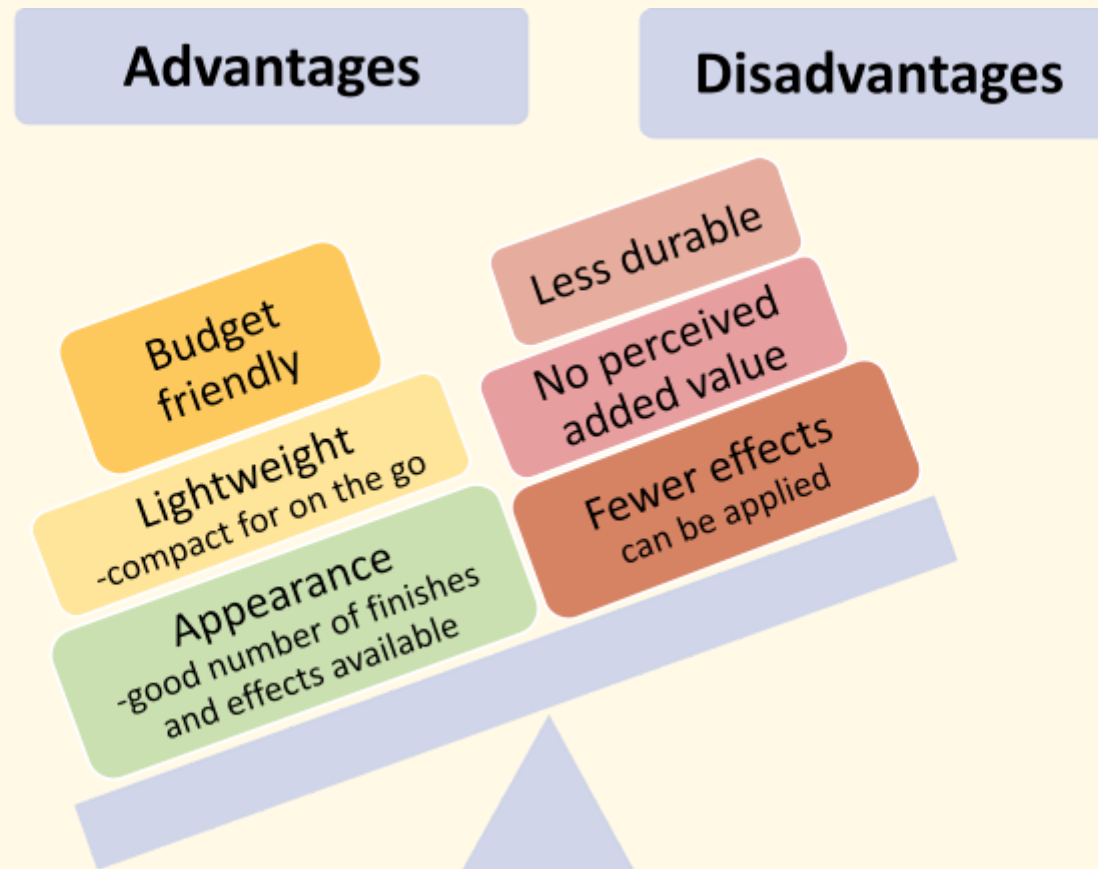 Advantages
Disadvantages
Budget
friendly
Lightweight
-compact for on the go
Appearance
-good number of finishes
and effects available
Less durable
No perceived
added value
Fewer effects
can be applied